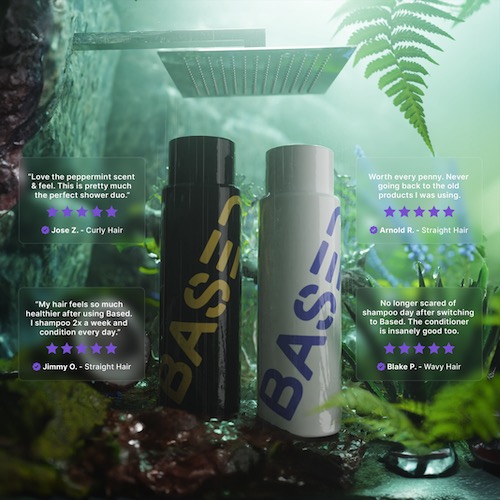 "Love the peppermint scent
& feel. This is pretty much
the perfect shower duo."
Jose Z. - Curly Hair
Worth every penny. Never
going back to the old
products I was using.
Arnold R. - Straight Hair
BASED
BASED
"My hair feels so much
healthier after using Based.
I shampoo 2x a week and
condition every day."
Jimmy O. - Straight Hair
No longer scared of
shampoo day after switching
to Based. The conditioner
is insanely good too.
Blake P. - Wavy Hair